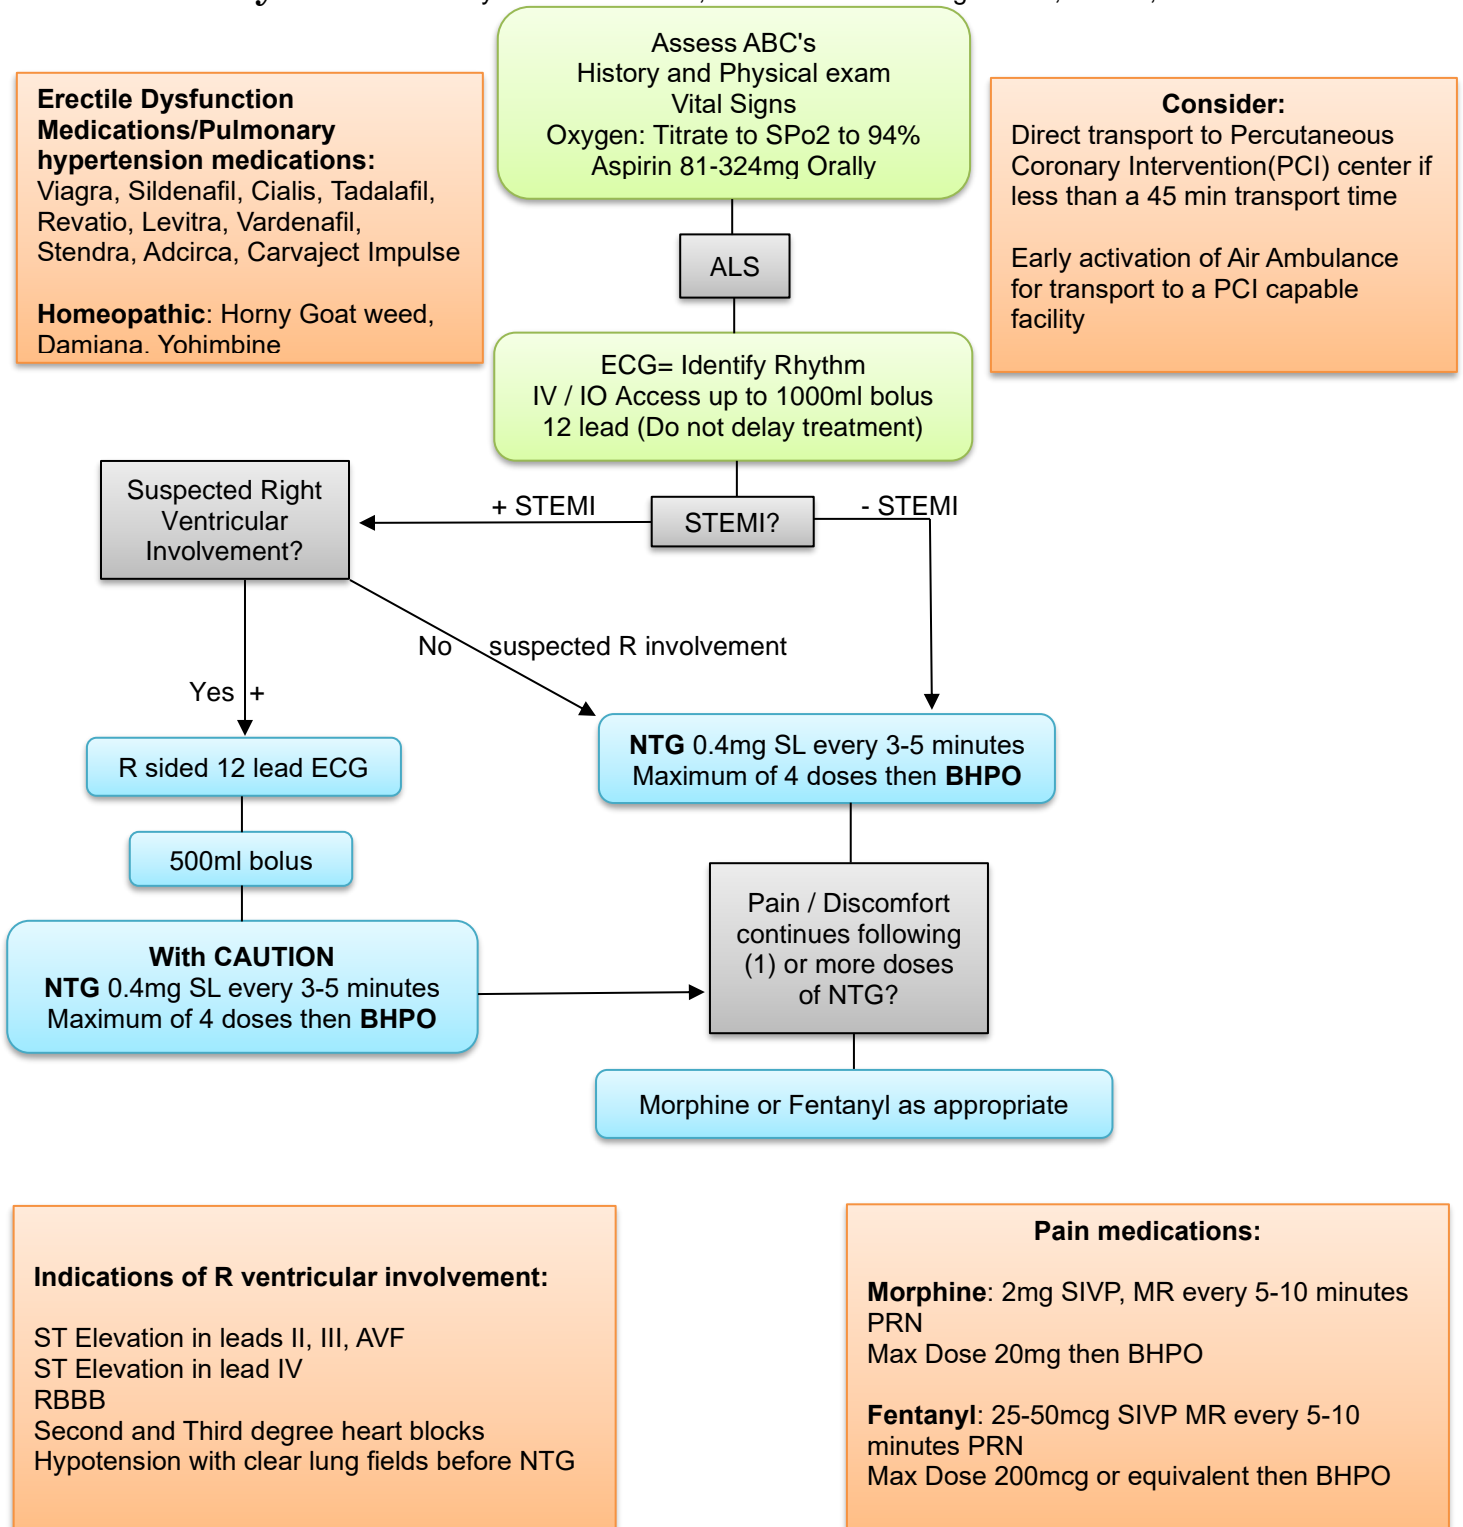 Assess ABC's
History and Physical exam
Vital Signs
Oxygen: Titrate to SPo2 to 94%
Aspirin 81-324mg Orally
Erectile Dysfunction
Medications/Pulmonary
hypertension medications:
Viagra, Sildenafil, Cialis, Tadalafil,
Revatio, Levitra, Vardenafil,
Stendra, Adcirca, Carvaject Impulse
Homeopathic: Horny Goat weed,
Damiana, Yohimbine
Consider:
Direct transport to Percutaneous
Coronary Intervention(PCI) center if
less than a 45 min transport time
Early activation of Air Ambulance
for transport to a PCI capable
facility
ALS
ECG= Identify Rhythm
IV / IO Access up to 1000ml bolus
12 lead (Do not delay treatment)
Suspected Right
Ventricular
Involvement?
+ STEMI
STEMI?
- STEMI
No suspected R involvement
Yes +
R sided 12 lead ECG
NTG 0.4mg SL every 3-5 minutes
Maximum of 4 doses then BHPO
500ml bolus
Pain / Discomfort
continues following
(1) or more doses
of NTG?
With CAUTION
NTG 0.4mg SL every 3-5 minutes
Maximum of 4 doses then BHPO
Morphine or Fentanyl as appropriate
Indications of R ventricular involvement:
ST Elevation in leads II, III, AVF
ST Elevation in lead IV
RBBB
Second and Third degree heart blocks
Hypotension with clear lung fields before NTG
Pain medications:
Morphine: 2mg SIVP, MR every 5-10 minutes
PRN
Max Dose 20mg then BHPO
Fentanyl: 25-50mcg SIVP MR every 5-10
minutes PRN
Max Dose 200mcg or equivalent then BHPO